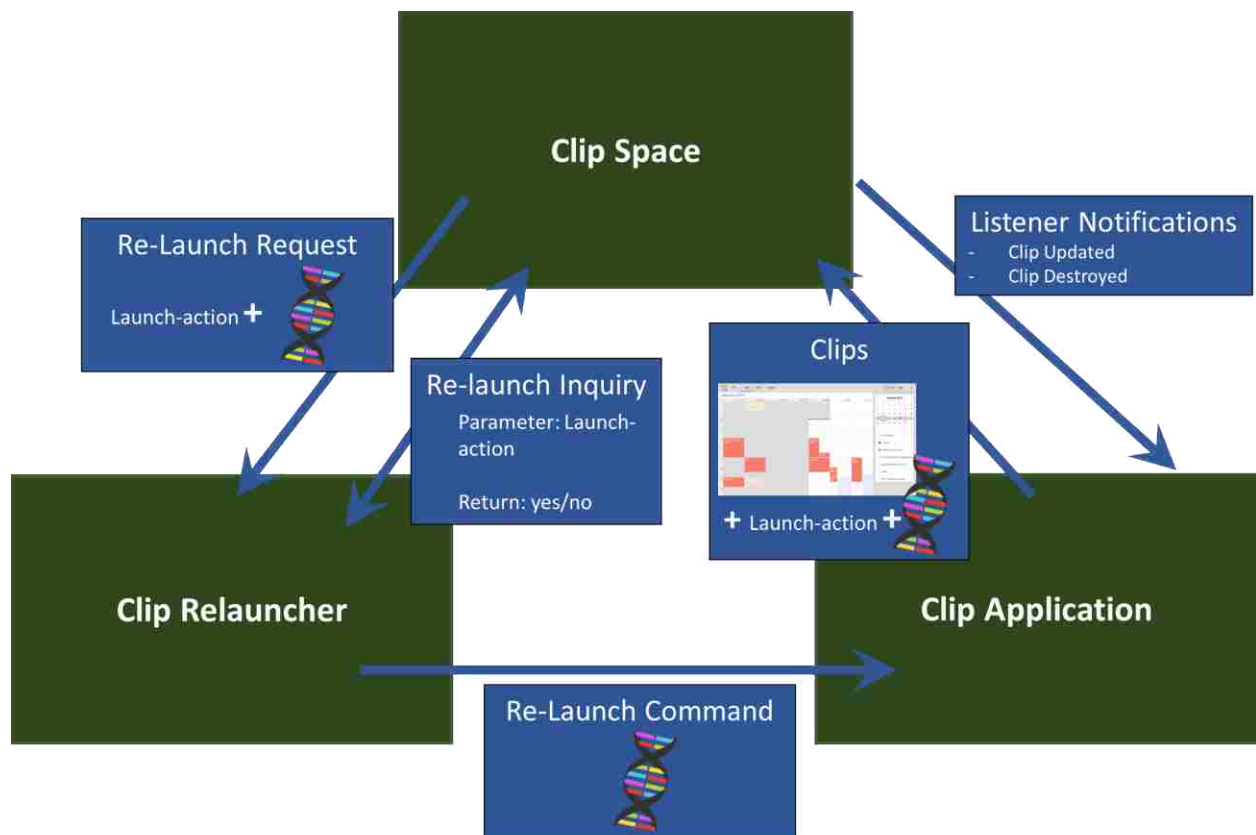 Clip Space
Re-Launch Request
Launch-action +
Listener Notifications
- Clip Updated
- Clip Destroyed
Re-launch Inquiry
Parameter: Launch-
action
Return: yes/no
Clips
+ Launch-action +
Clip Relauncher
Clip Application
Re-Launch Command